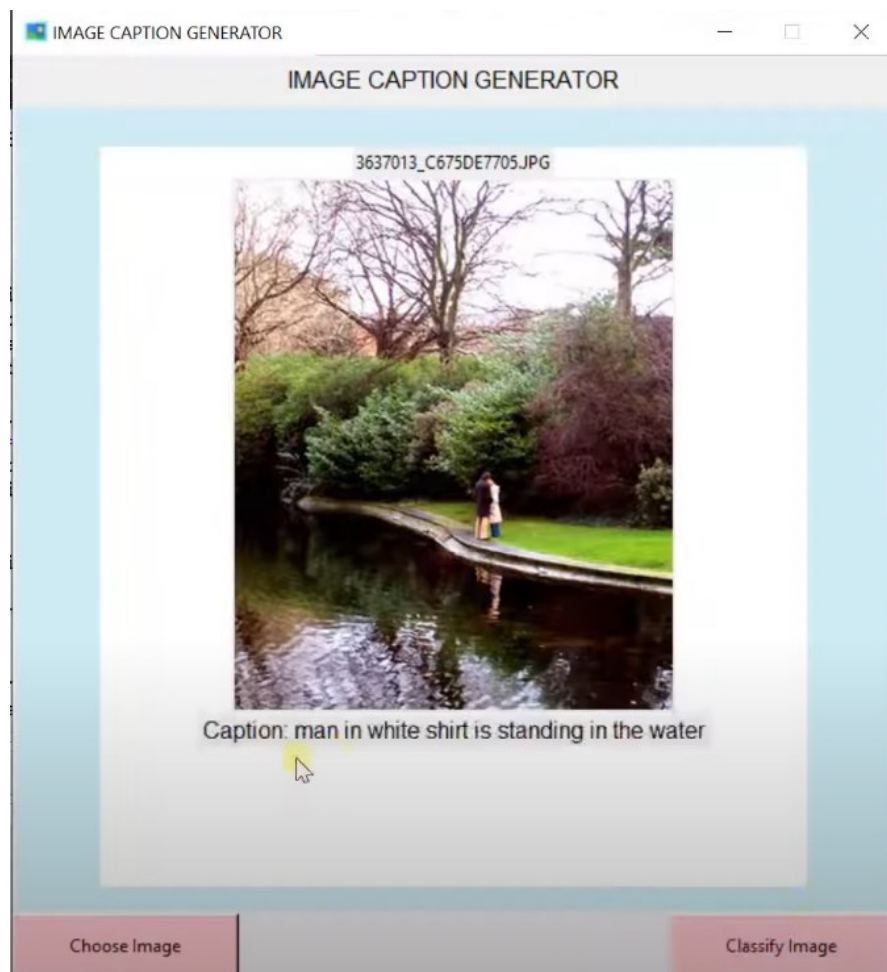 IMAGE CAPTION GENERATOR
IMAGE CAPTION GENERATOR
3637013_C675DE7705.JPG
Caption: man in white shirt is standing in the water
Choose Image
Classify Image